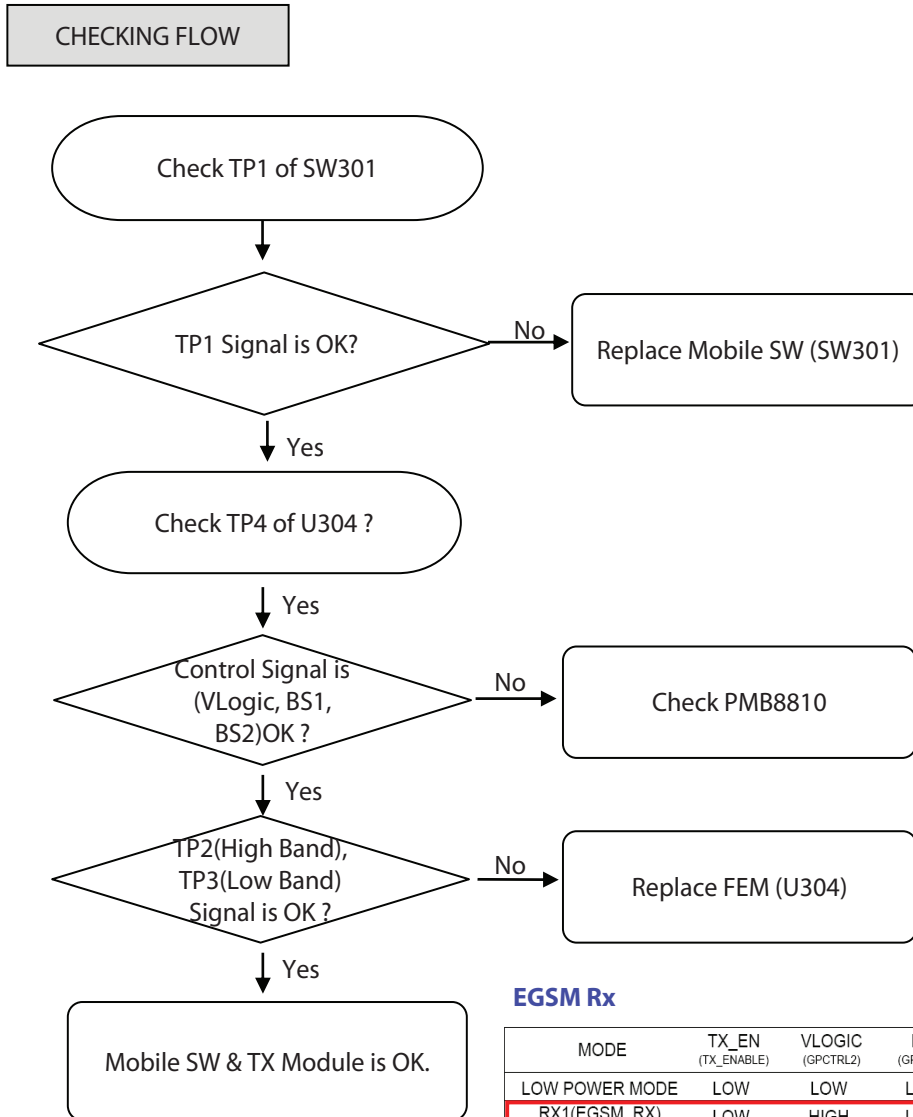 CHECKING FLOW
Check TP1 of SW301
TP1 Signal is OK?
No
Replace Mobile SW (SW301)
Yes
Check TP4 of U304 ?
Yes
Control Signal is
(VLogic, BS1,
BS2)OK ?
No
Check PMB8810
Yes
TP2(High Band),
TP3(Low Band)
Signal is OK ?
No
Replace FEM (U304)
Yes
Mobile SW & TX Module is OK.
EGSM Rx
MODE TX_EN VLOGIC
(TX_ENABLE) (GPCTRL2)
LOW POWER MODE LOW LOW
RX1(EGSM_RX) LOW HIGH